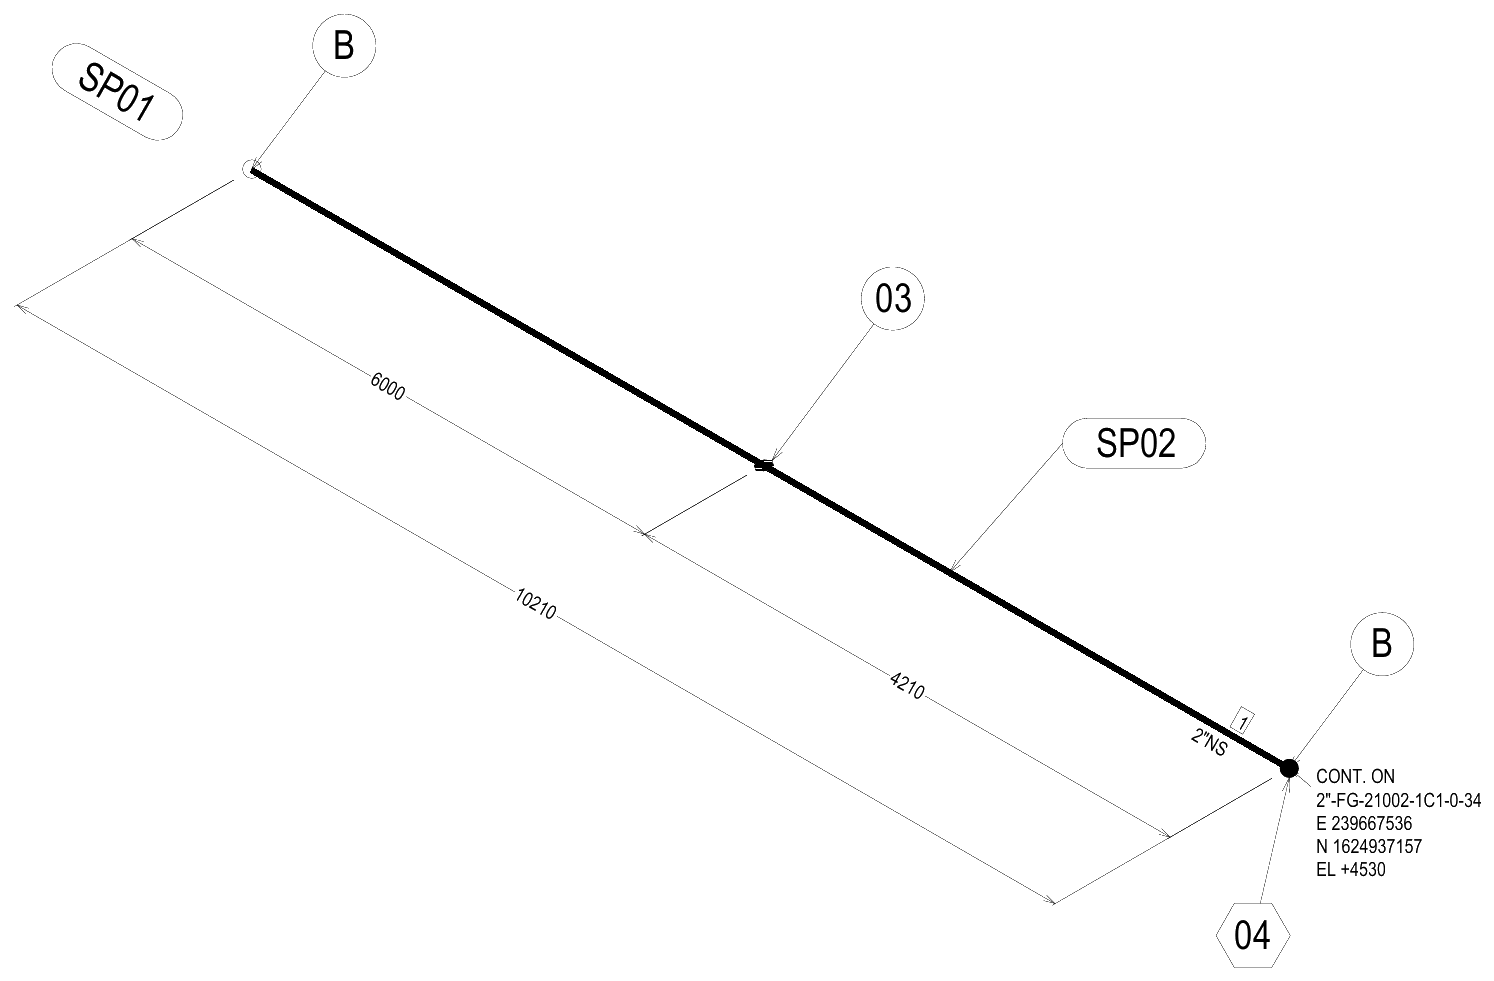 B
SP01
03
6000
SP02
10210
B
4210
1
2"NS
CONT. ON
2"-FG-21002-1C1-0-34
E 239667536
N 1624937157
EL +4530
04